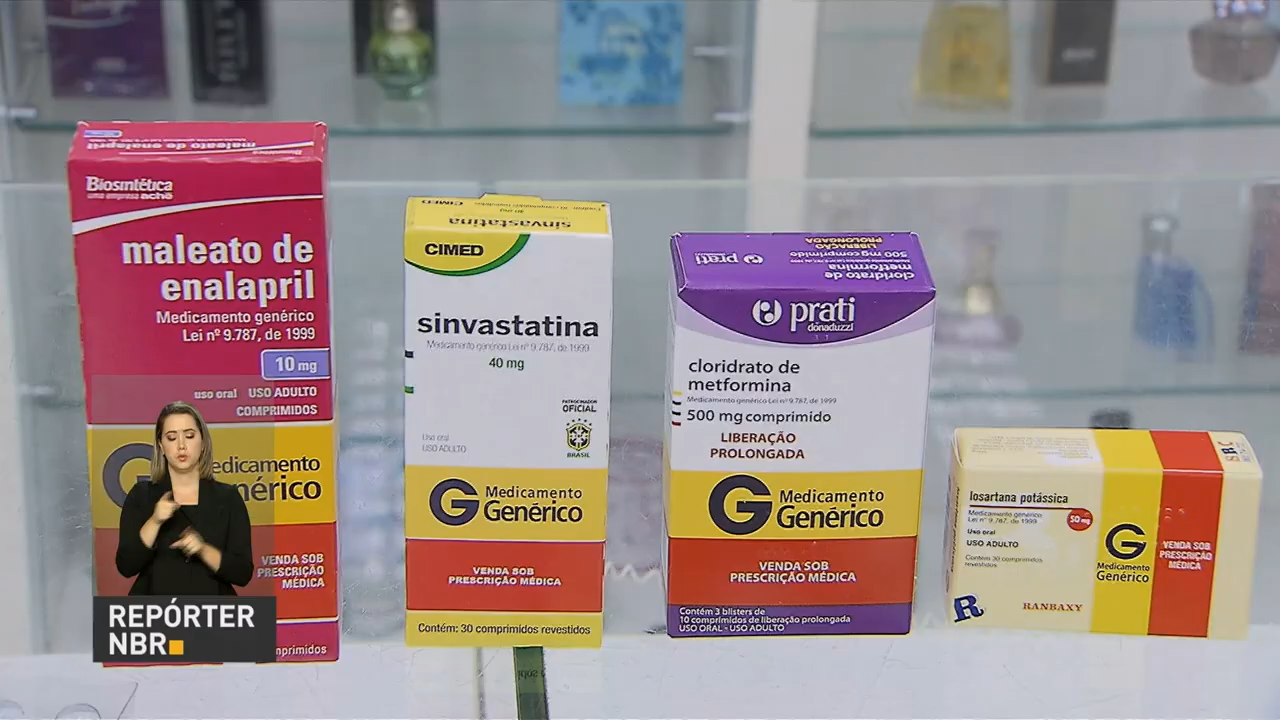 maleato de enalapril
Biosintética
uma empresa achē
maleato de
enalapril
Medicamento genérico
Lei nº 9.787, de 1999
10 mg
uso oral USO ADULTO
COMPRIMIDOS
edicamento
nérico
VENDA SOB
PRESCRIÇÃO
MÉDICA
mprimidos
REPÓRTER
NBR
sinvastatina
CIMED
sinvastatina
Medicamento genérico Lei nº 9.787, de 1999
40 mg
PATROCINADOR
OFICIAL
BRASIL
Uso oral
USO ADULTO
G Medicamento
Genérico
VENDA SOB
PRESCRIÇÃO MÉDICA
Contém: 30 comprimidos revestidos
cloridrato de
metformina
500 mg comprimido
LIBERAÇÃO
PROLONGADA
prati
prati
donaduzzi
cloridrato de
metformina
Medicamento genérico Lei nº 9.787, de 1999
500 mg comprimido
LIBERAÇÃO
PROLONGADA
G Medicamento
Genérico
VENDA SOB
PRESCRIÇÃO MÉDICA
Contém 3 blisters de
10 comprimidos de liberação prolongada
USO ORAL - USO ADULTO
losartana potássica
Medicamento genérico
Lei nº 9.787, de 1999
50 mg
Uso oral
USO ADULTO
Contém 30 comprimidos
revestidos
R
RANBAXY
G
Medicamento
Genérico
VENDA SOB
PRESCRIÇÃO
MÉDICA
SBC